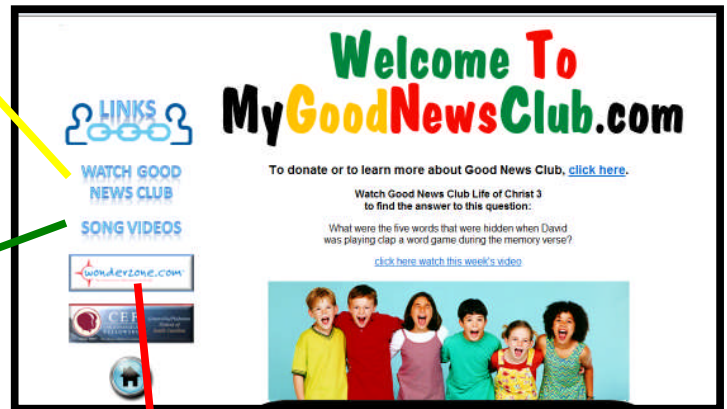 Welcome To
MyGoodNewsClub.com
LINKS
WATCH GOOD
NEWS CLUB
SONG VIDEOS
wonderzone.com
CEF
FELLOWSHIP
South Carolina
To donate or to learn more about Good News Club, click here.
Watch Good News Club Life of Christ 3
to find the answer to this question:
What were the five words that were hidden when David
was playing clap a word game during the memory verse?
click here watch this week's video